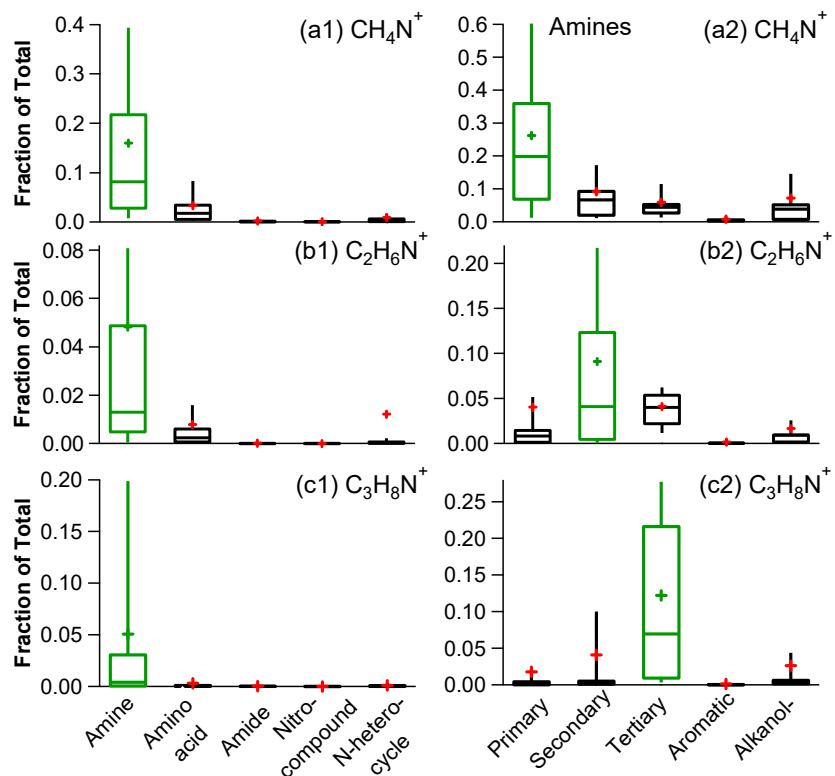 (a1) CH₄N⁺
Fraction of Total
0.4
0.3
0.2
0.1
0.0
Amines
(a2) CH₄N⁺
0.6
0.5
0.4
0.3
0.2
0.1
0.0
(b1) C₂H₆N⁺
Fraction of Total
0.08
0.06
0.04
0.02
0.00
(b2) C₂H₆N⁺
0.20
0.15
0.10
0.05
0.00
(c1) C₃H₈N⁺
Fraction of Total
0.20
0.15
0.10
0.05
0.00
Amine
Amino
acid
Amide
Nitro-
compound
N-hetero-
cycle
(c2) C₃H₈N⁺
0.25
0.20
0.15
0.10
0.05
0.00
Primary
Secondary
Tertiary
Aromatic
Alkanol-